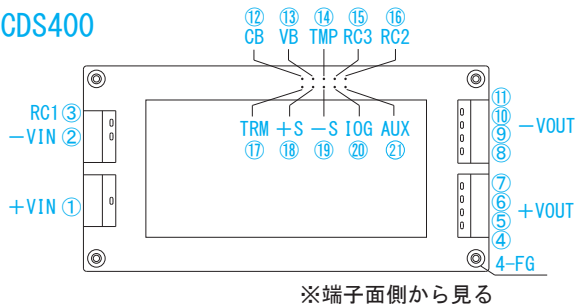 CDS400
⑫ ⑬ ⑭ ⑮ ⑯
CB VB TMP RC3 RC2
RC1③
−VIN②
+VIN①
TRM +S −S IOG AUX
⑰ ⑱ ⑲ ⑳ ㉑
⑪
⑩
⑨
⑧
−VOUT
⑦
⑥
⑤
④
+VOUT
4-FG
※端子面側から見る